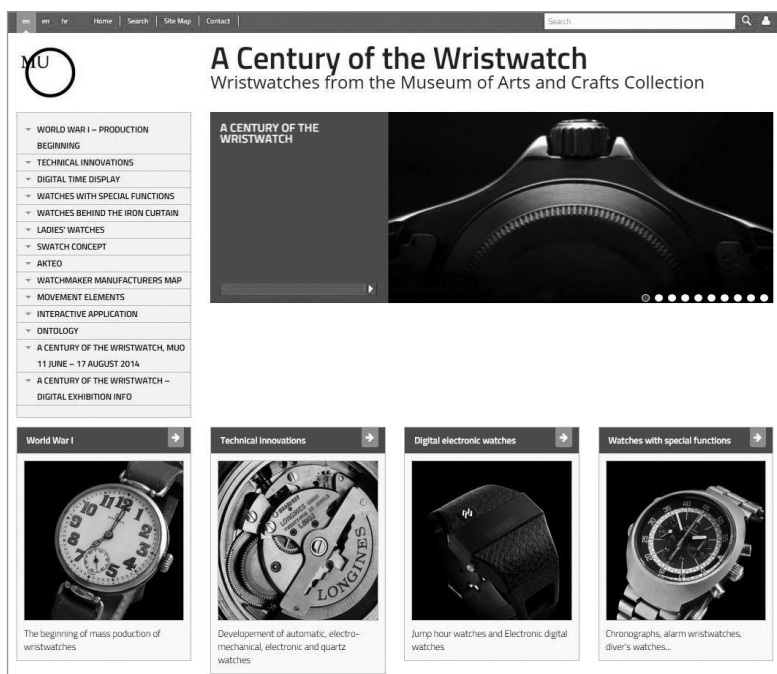 en en hr Home Search Site Map Contact Search
MU
A Century of the Wristwatch
Wristwatches from the Museum of Arts and Crafts Collection
WORLD WAR I – PRODUCTION
BEGINNING
TECHNICAL INNOVATIONS
DIGITAL TIME DISPLAY
WATCHES WITH SPECIAL FUNCTIONS
WATCHES BEHIND THE IRON CURTAIN
LADIES' WATCHES
SWATCH CONCEPT
AKTEO
WATCHMAKER MANUFACTURERS MAP
MOVEMENT ELEMENTS
INTERACTIVE APPLICATION
ONTOLOGY
A CENTURY OF THE WRISTWATCH, MUO
11 JUNE – 17 AUGUST 2014
A CENTURY OF THE WRISTWATCH –
DIGITAL EXHIBITION INFO
A CENTURY OF THE
WRISTWATCH
World War I
The beginning of mass poduction of
wristwatches
Technical innovations
LONGINES
LONGINES
Developement of automatic, electro-
mechanical, electronic and quartz
watches
Digital electronic watches
Jump hour watches and Electronic digital
watches
Watches with special functions
Chronographs, alarm wristwatches,
diver's watches...